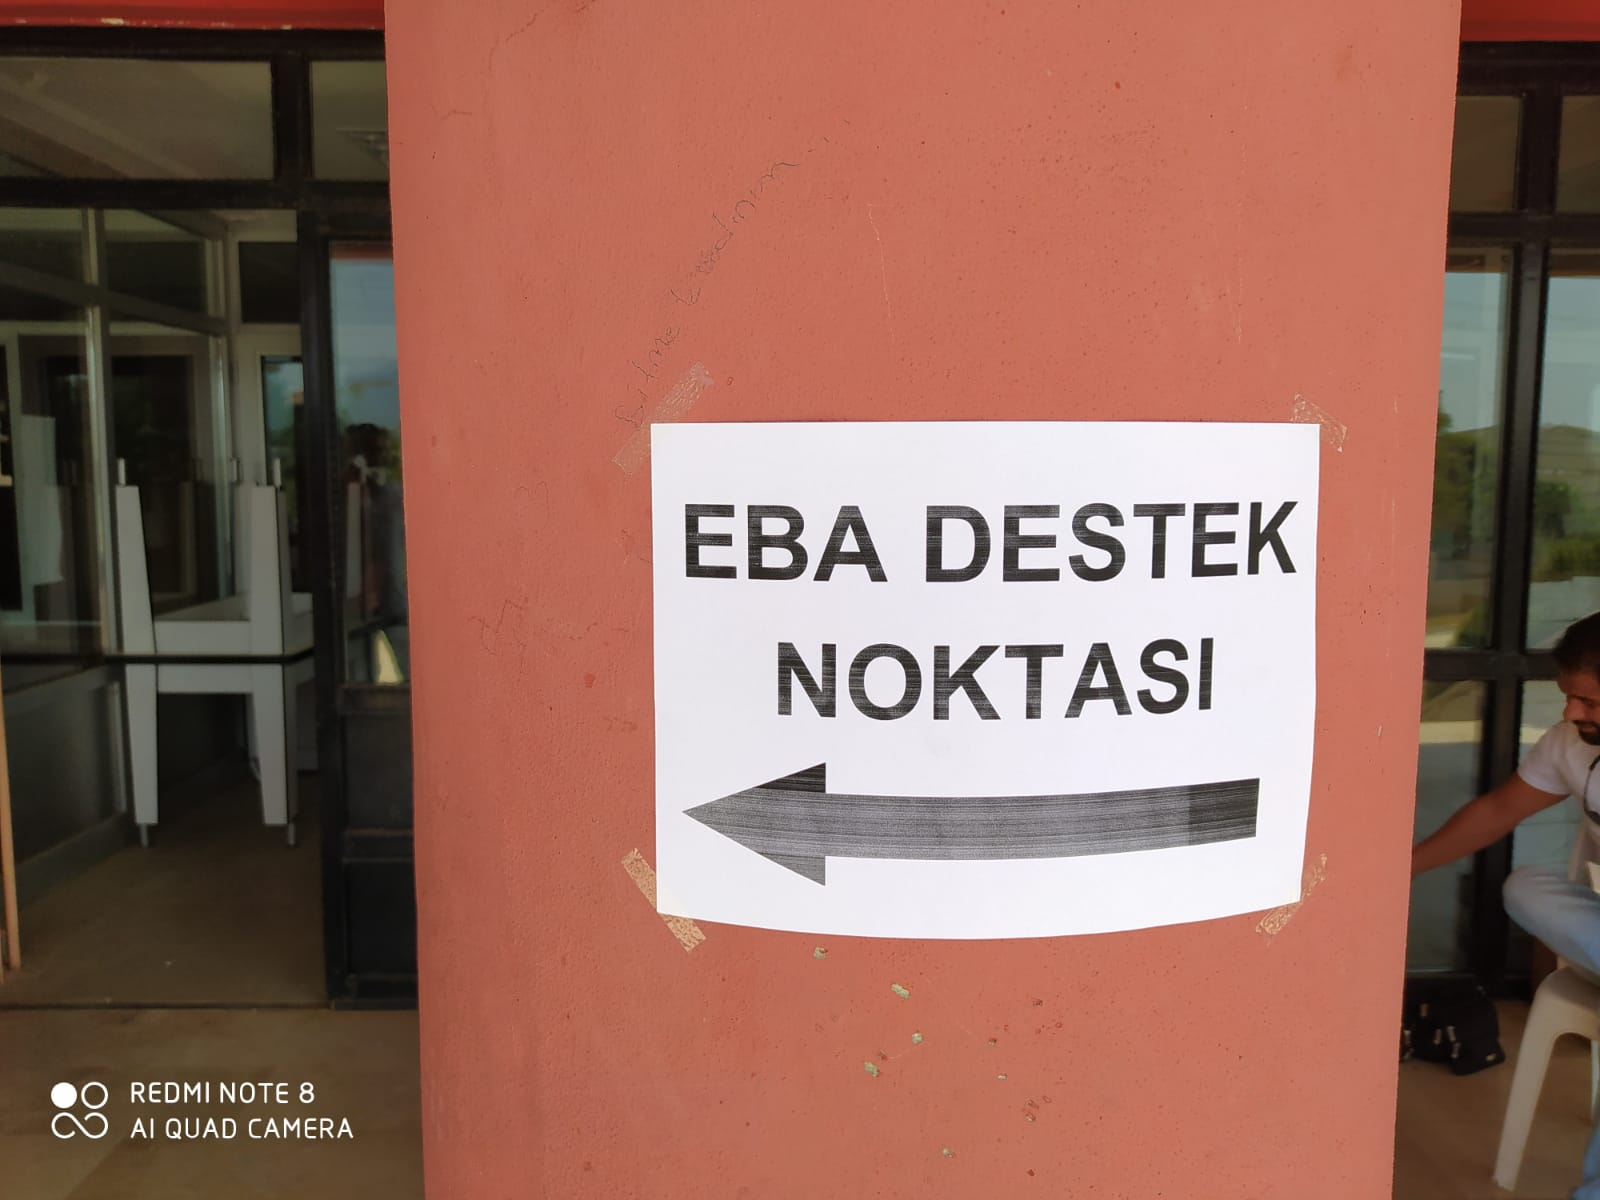 EBA DESTEK
NOKTASI
REDMI NOTE 8
AI QUAD CAMERA